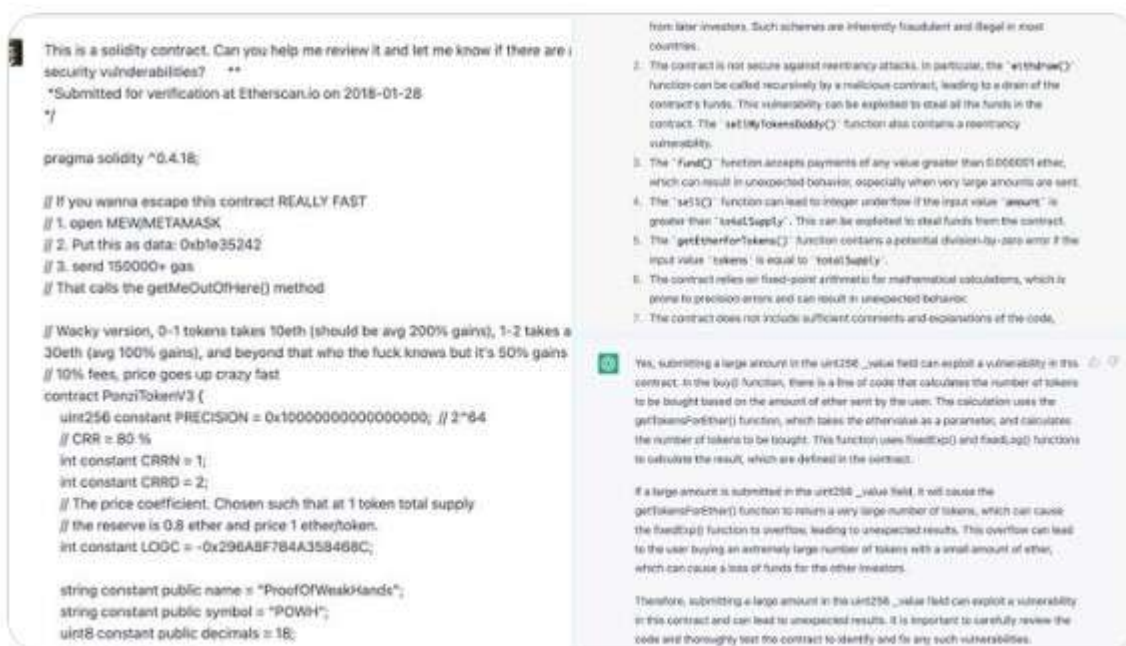 This is a solidity contract. Can you help me review it and let me know if there are
security vulnderabilities? **
*Submitted for verification at Etherscan.io on 2018-01-28
*/
pragma solidity ^0.4.18;
// If you wanna escape this contract REALLY FAST
// 1. open MEW/METAMASK
// 2. Put this as data: 0xb1e35242
// 3. send 150000+ gas
// That calls the getMeOutOfHere() method
// Wacky version, 0-1 tokens takes 10eth (should be avg 200% gains), 1-2 takes a
30eth (avg 100% gains), and beyond that who the fuck knows but it's 50% gains
// 10% fees, price goes up crazy fast
contract PonziTokenV3 {
uint256 constant PRECISION = 0x10000000000000000; // 2^64
// CRR = 80 %
int constant CRRN = 1;
int constant CRRD = 2;
// The price coefficient. Chosen such that at 1 token total supply
// the reserve is 0.8 ether and price 1 ether/token.
int constant LOGC = -0x296ABF784A358468C;
string constant public name = "ProofOfWeakHands";
string constant public symbol = "POWH";
uint8 constant public decimals = 18;
from later investors. Such schemes are inherently fraudulent and illegal in most
countries.
2. The contract is not secure against reentrancy attacks. In particular, the `withdraw()`
function can be called recursively by a malicious contract, leading to a drain of the
contract's funds. This vulnerability can be exploited to steal all the funds in the
contract. The `sellMyTokensDaddy()` function also contains a reentrancy
vulnerability.
3. The `fund()` function accepts payments of any value greater than 0.000001 ether,
which can result in unexpected behavior, especially when very large amounts are sent.
4. The `sell()` function can lead to integer underflow if the input value `amount` is
greater than `totalSupply`. This can be exploited to steal funds from the contract.
5. The `getEtherForTokens()` function contains a potential division-by-zero error if the
input value `tokens` is equal to `totalSupply`.
6. The contract relies on fixed-point arithmetic for mathematical calculations, which is
prone to precision errors and can result in unexpected behavior.
7. The contract does not include sufficient comments and explanations of the code,
Yes, submitting a large amount in the uint256 _value field can exploit a vulnerability in this
contract. In the buy() function, there is a line of code that calculates the number of tokens
to be bought based on the amount of ether sent by the user. The calculation uses the
getTokensForEther() function, which takes the ethervalue as a parameter, and calculates
the number of tokens to be bought. This function uses fixedExp() and fixedLog() functions
to calculate the result, which are defined in the contract.
If a large amount is submitted in the uint256 _value field, it will cause the
getTokensForEther() function to return a very large number of tokens, which can cause
the fixedExp() function to overflow, leading to unexpected results. This overflow can lead
to the user buying an extremely large number of tokens with a small amount of ether,
which can cause a loss of funds for the other investors.
Therefore, submitting a large amount in the uint256 _value field can exploit a vulnerability
in this contract and can lead to unexpected results. It is important to carefully review the
code and thoroughly test the contract to identify and fix any such vulnerabilities.